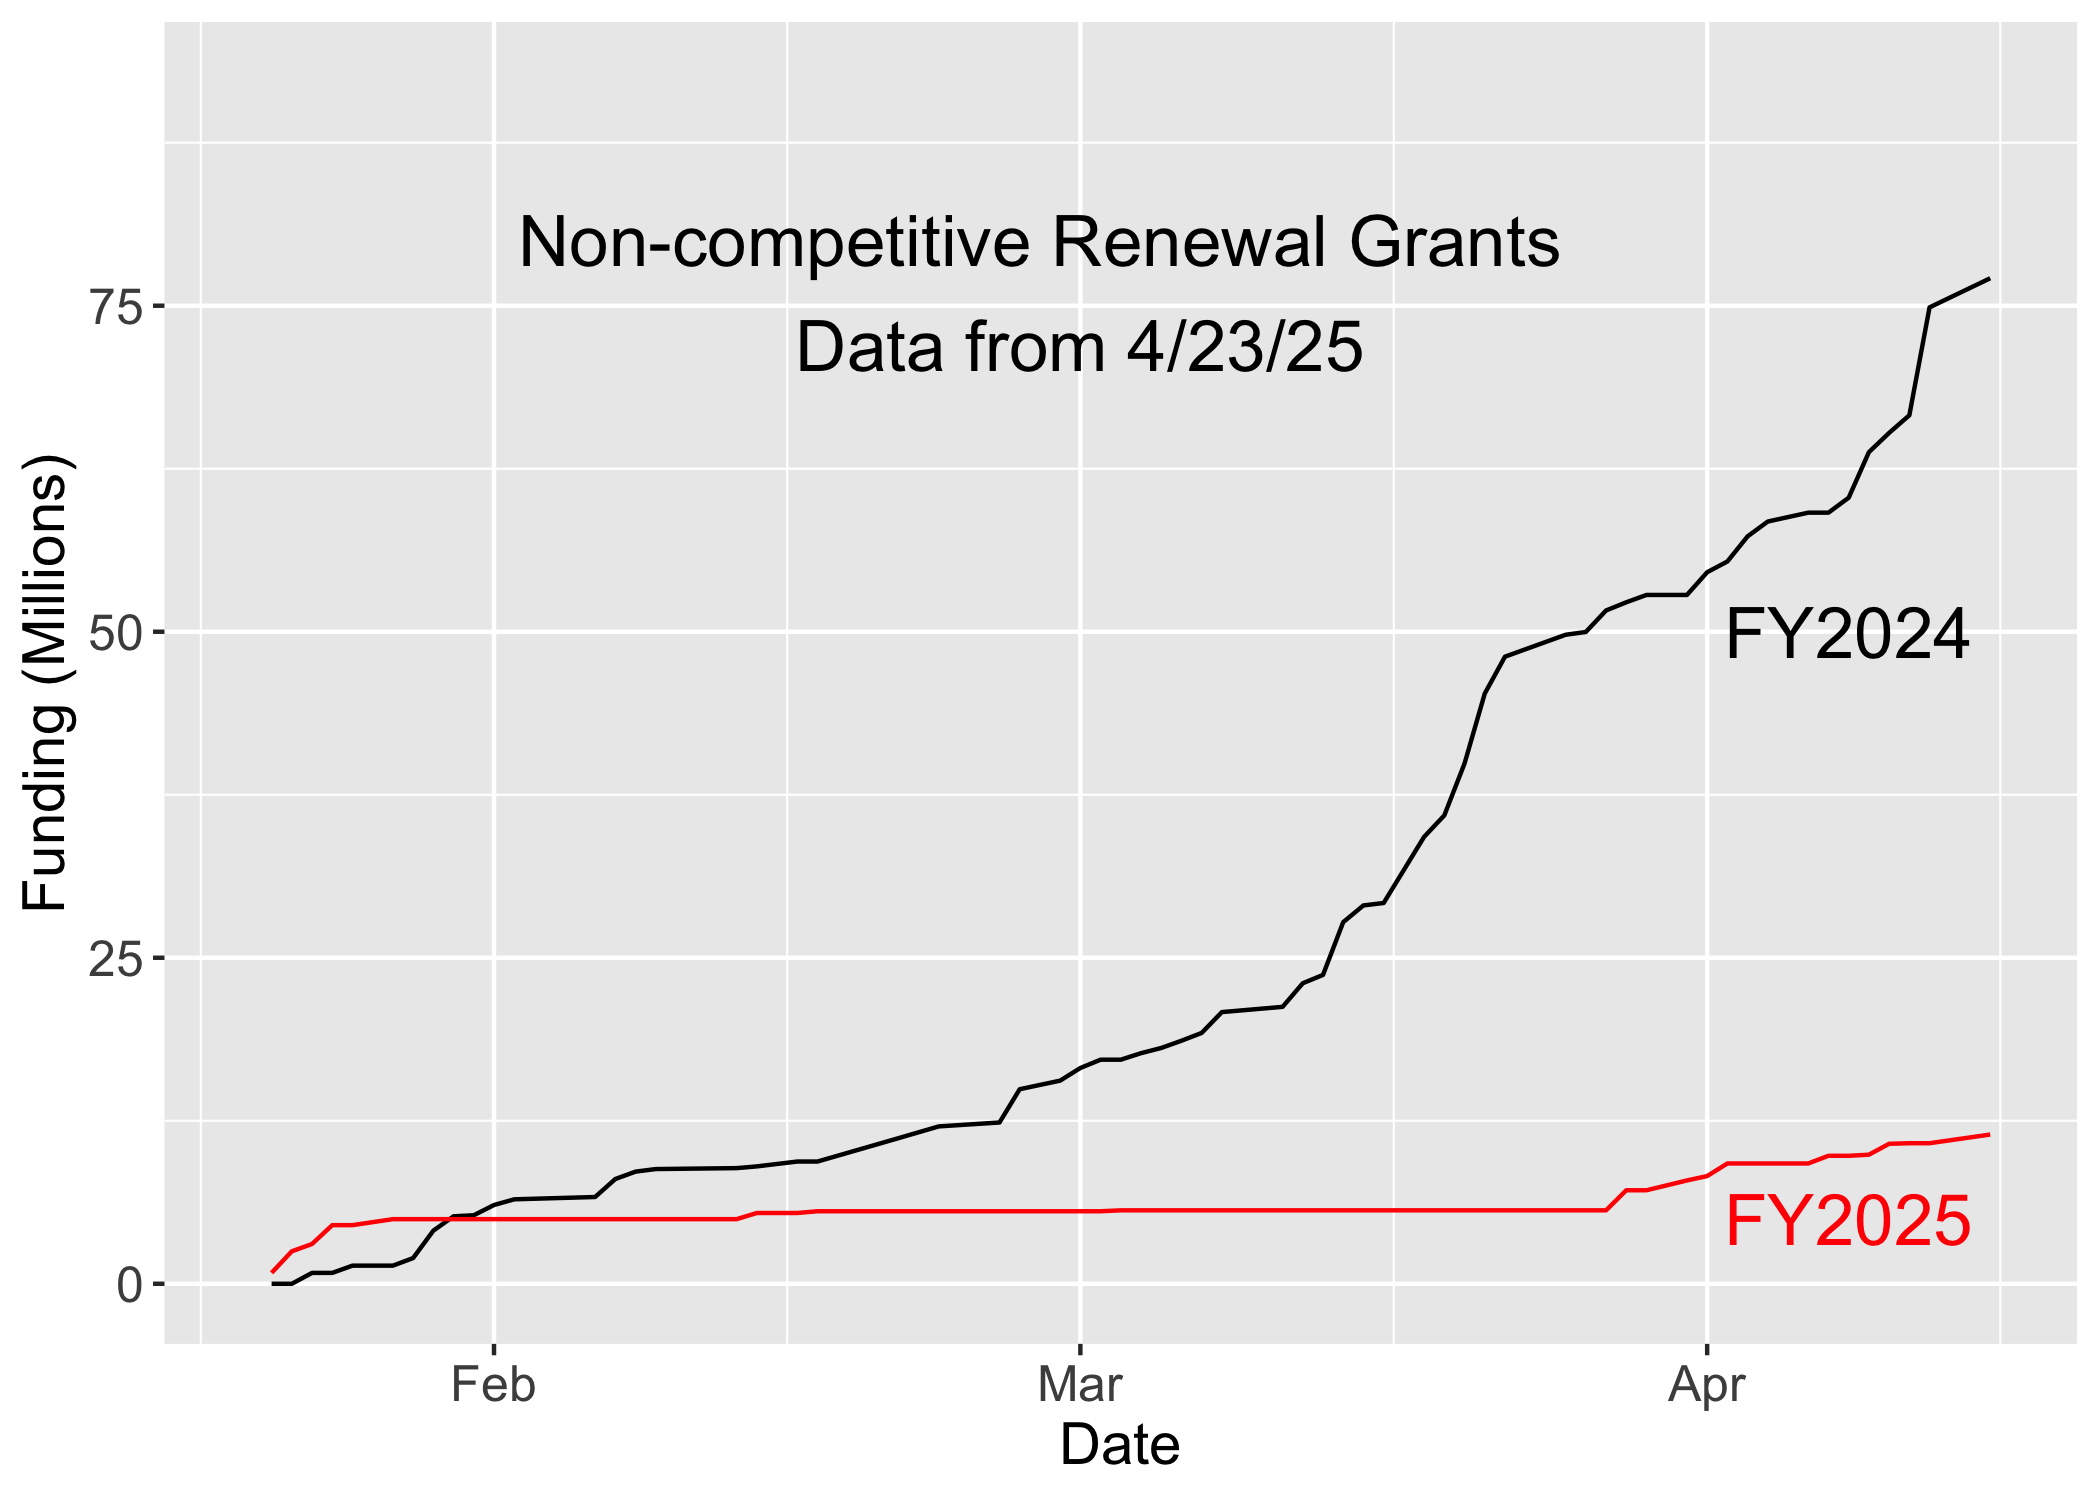 Non-competitive Renewal Grants
Data from 4/23/25
Funding (Millions)
75
50
25
0
FY2024
FY2025
Feb
Mar
Apr
Date